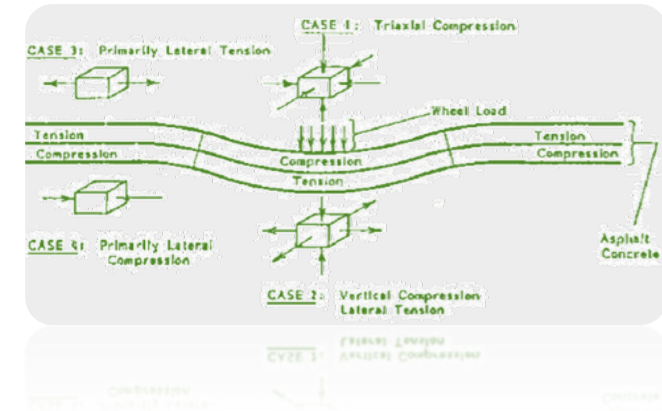 CASE 1: Triaxial Compression
CASE 3: Primarily Lateral Tension
Wheel Load
Tension
Compression
Compression
Tension
Tension
Compression
CASE 4: Primarily Lateral
Compression
Asphalt
Concrete
CASE 2: Vertical Compression
Lateral Tension